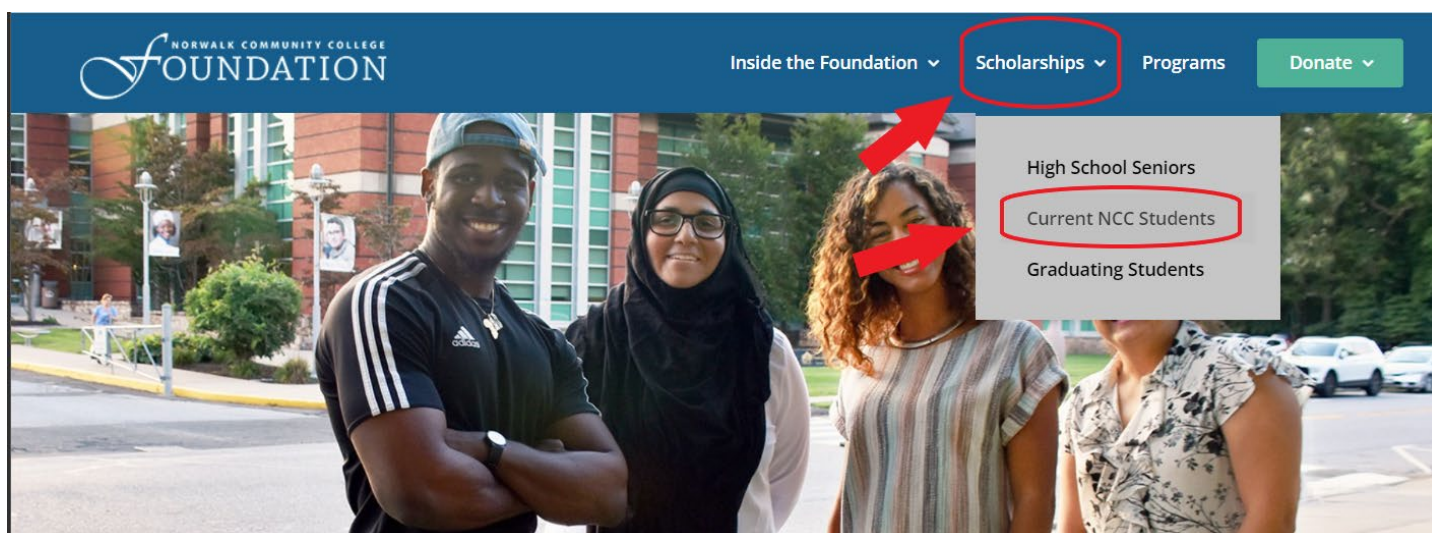 NORWALK COMMUNITY COLLEGE
FOUNDATION
Inside the Foundation
Scholarships
Programs
Donate
High School Seniors
Current NCC Students
Graduating Students
adidas